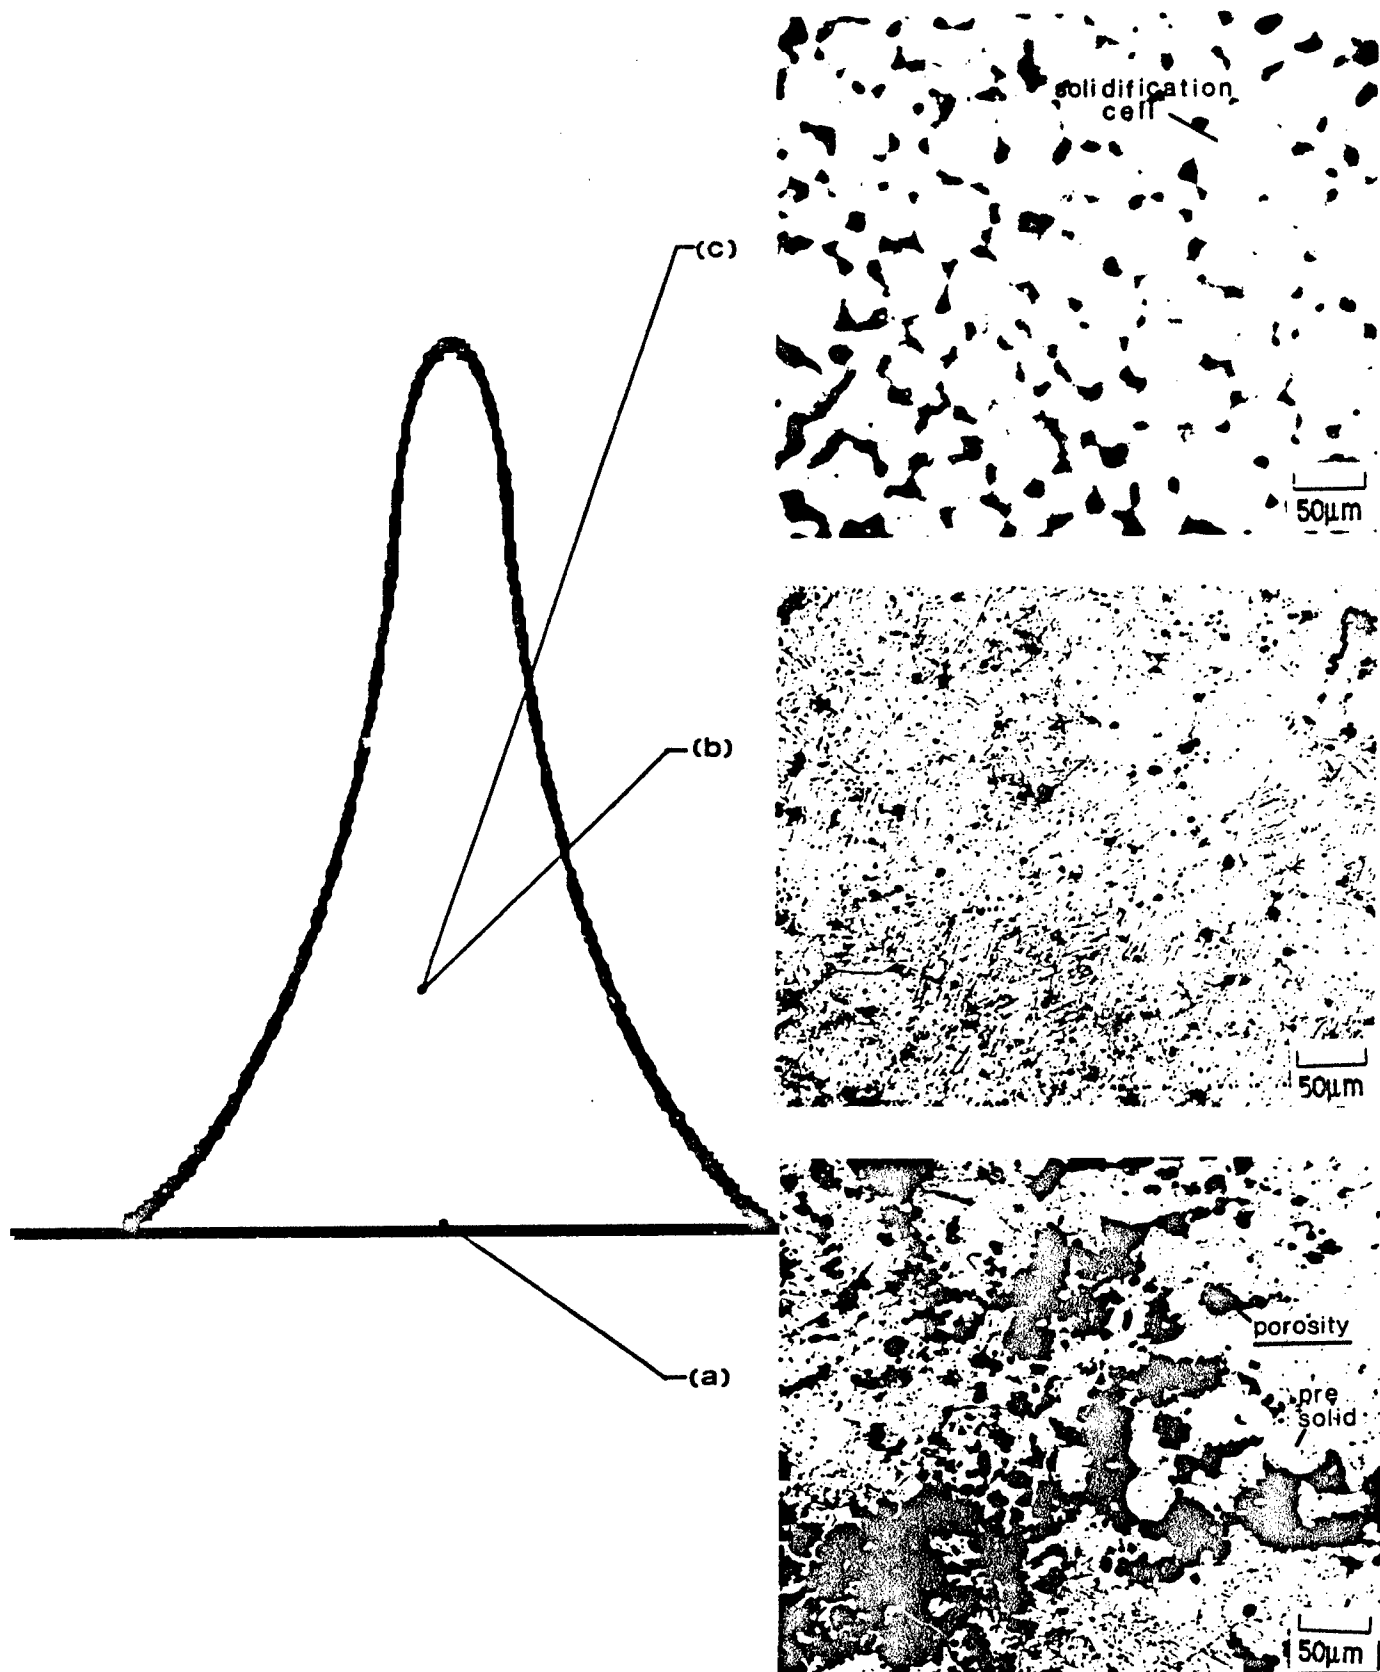 solidification
cell
50µm
(c)
(b)
50µm
porosity
pre
solid
(a)
50µm